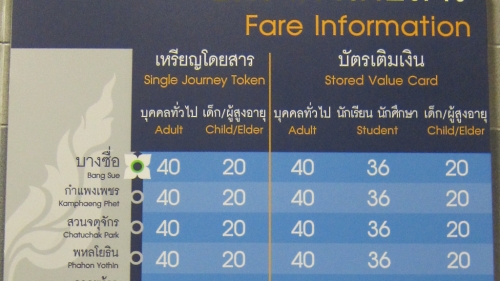 Fare Information
เหรียญโดยสาร บัตรเติมเงิน
Single Journey Token Stored Value Card
บุคคลทั่วไป เด็ก/ผู้สูงอายุ บุคคลทั่วไป นักเรียน นักศึกษา เด็ก/ผู้สูงอายุ
Adult Child/Elder Adult Student Child/Elder
บางซื่อ 40 20 40 36 20
Bang Sue
กำแพงเพชร 40 20 40 36 20
Kamphaeng Phet
สวนจตุจักร 40 20 40 36 20
Chatuchak Park
พหลโยธิน 40 20 40 36 20
Phahon Yothin